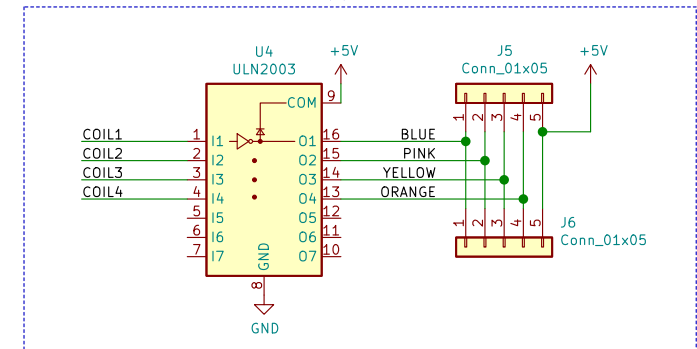 U4
ULN2003
+5V
J5
Conn_01x05
+5V
COM
9
1
2
3
4
5
COIL1
1
I1
O1
16
BLUE
COIL2
2
I2
O2
15
PINK
COIL3
3
I3
O3
14
YELLOW
COIL4
4
I4
O4
13
ORANGE
5
I5
O5
12
6
I6
O6
11
7
I7
O7
10
GND
8
GND
1
2
3
4
5
J6
Conn_01x05